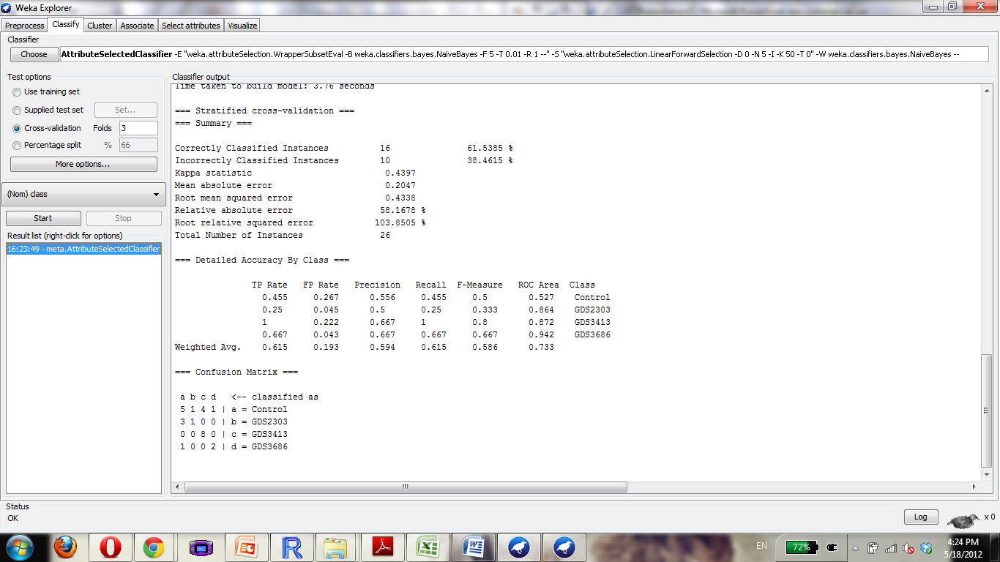 Weka Explorer
Preprocess Classify Cluster Associate Select attributes Visualize
Classifier
Choose AttributeSelectedClassifier -E "weka.attributeSelection.WrapperSubsetEval -B weka.classifiers.bayes.NaiveBayes -F 5 -T 0.01 -R 1 --" -S "weka.attributeSelection.LinearForwardSelection -D 0 -N 5 -I -K 50 -T 0" -W weka.classifiers.bayes.NaiveBayes --
Test options
Use training set
Supplied test set Set...
Cross-validation Folds 3
Percentage split % 66
More options...
(Nom) class
Start Stop
Result list (right-click for options)
16:23:49 - meta.AttributeSelectedClassifier
Classifier output
Time taken to build model: 3.76 seconds
=== Stratified cross-validation ===
=== Summary ===
Correctly Classified Instances 16 61.5385 %
Incorrectly Classified Instances 10 38.4615 %
Kappa statistic 0.4397
Mean absolute error 0.2047
Root mean squared error 0.4338
Relative absolute error 58.1678 %
Root relative squared error 103.8505 %
Total Number of Instances 26
=== Detailed Accuracy By Class ===
TP Rate FP Rate Precision Recall F-Measure ROC Area Class
0.455 0.267 0.556 0.455 0.5 0.527 Control
0.25 0.045 0.5 0.25 0.333 0.864 GDS2303
1 0.222 0.667 1 0.8 0.872 GDS3413
0.667 0.043 0.667 0.667 0.667 0.942 GDS3686
Weighted Avg. 0.615 0.193 0.594 0.615 0.586 0.733
=== Confusion Matrix ===
a b c d <-- classified as
5 1 4 1 | a = Control
3 1 0 0 | b = GDS2303
0 0 8 0 | c = GDS3413
1 0 0 2 | d = GDS3686
Status
OK
Log x 0
EN 72% 4:24 PM
5/18/2012